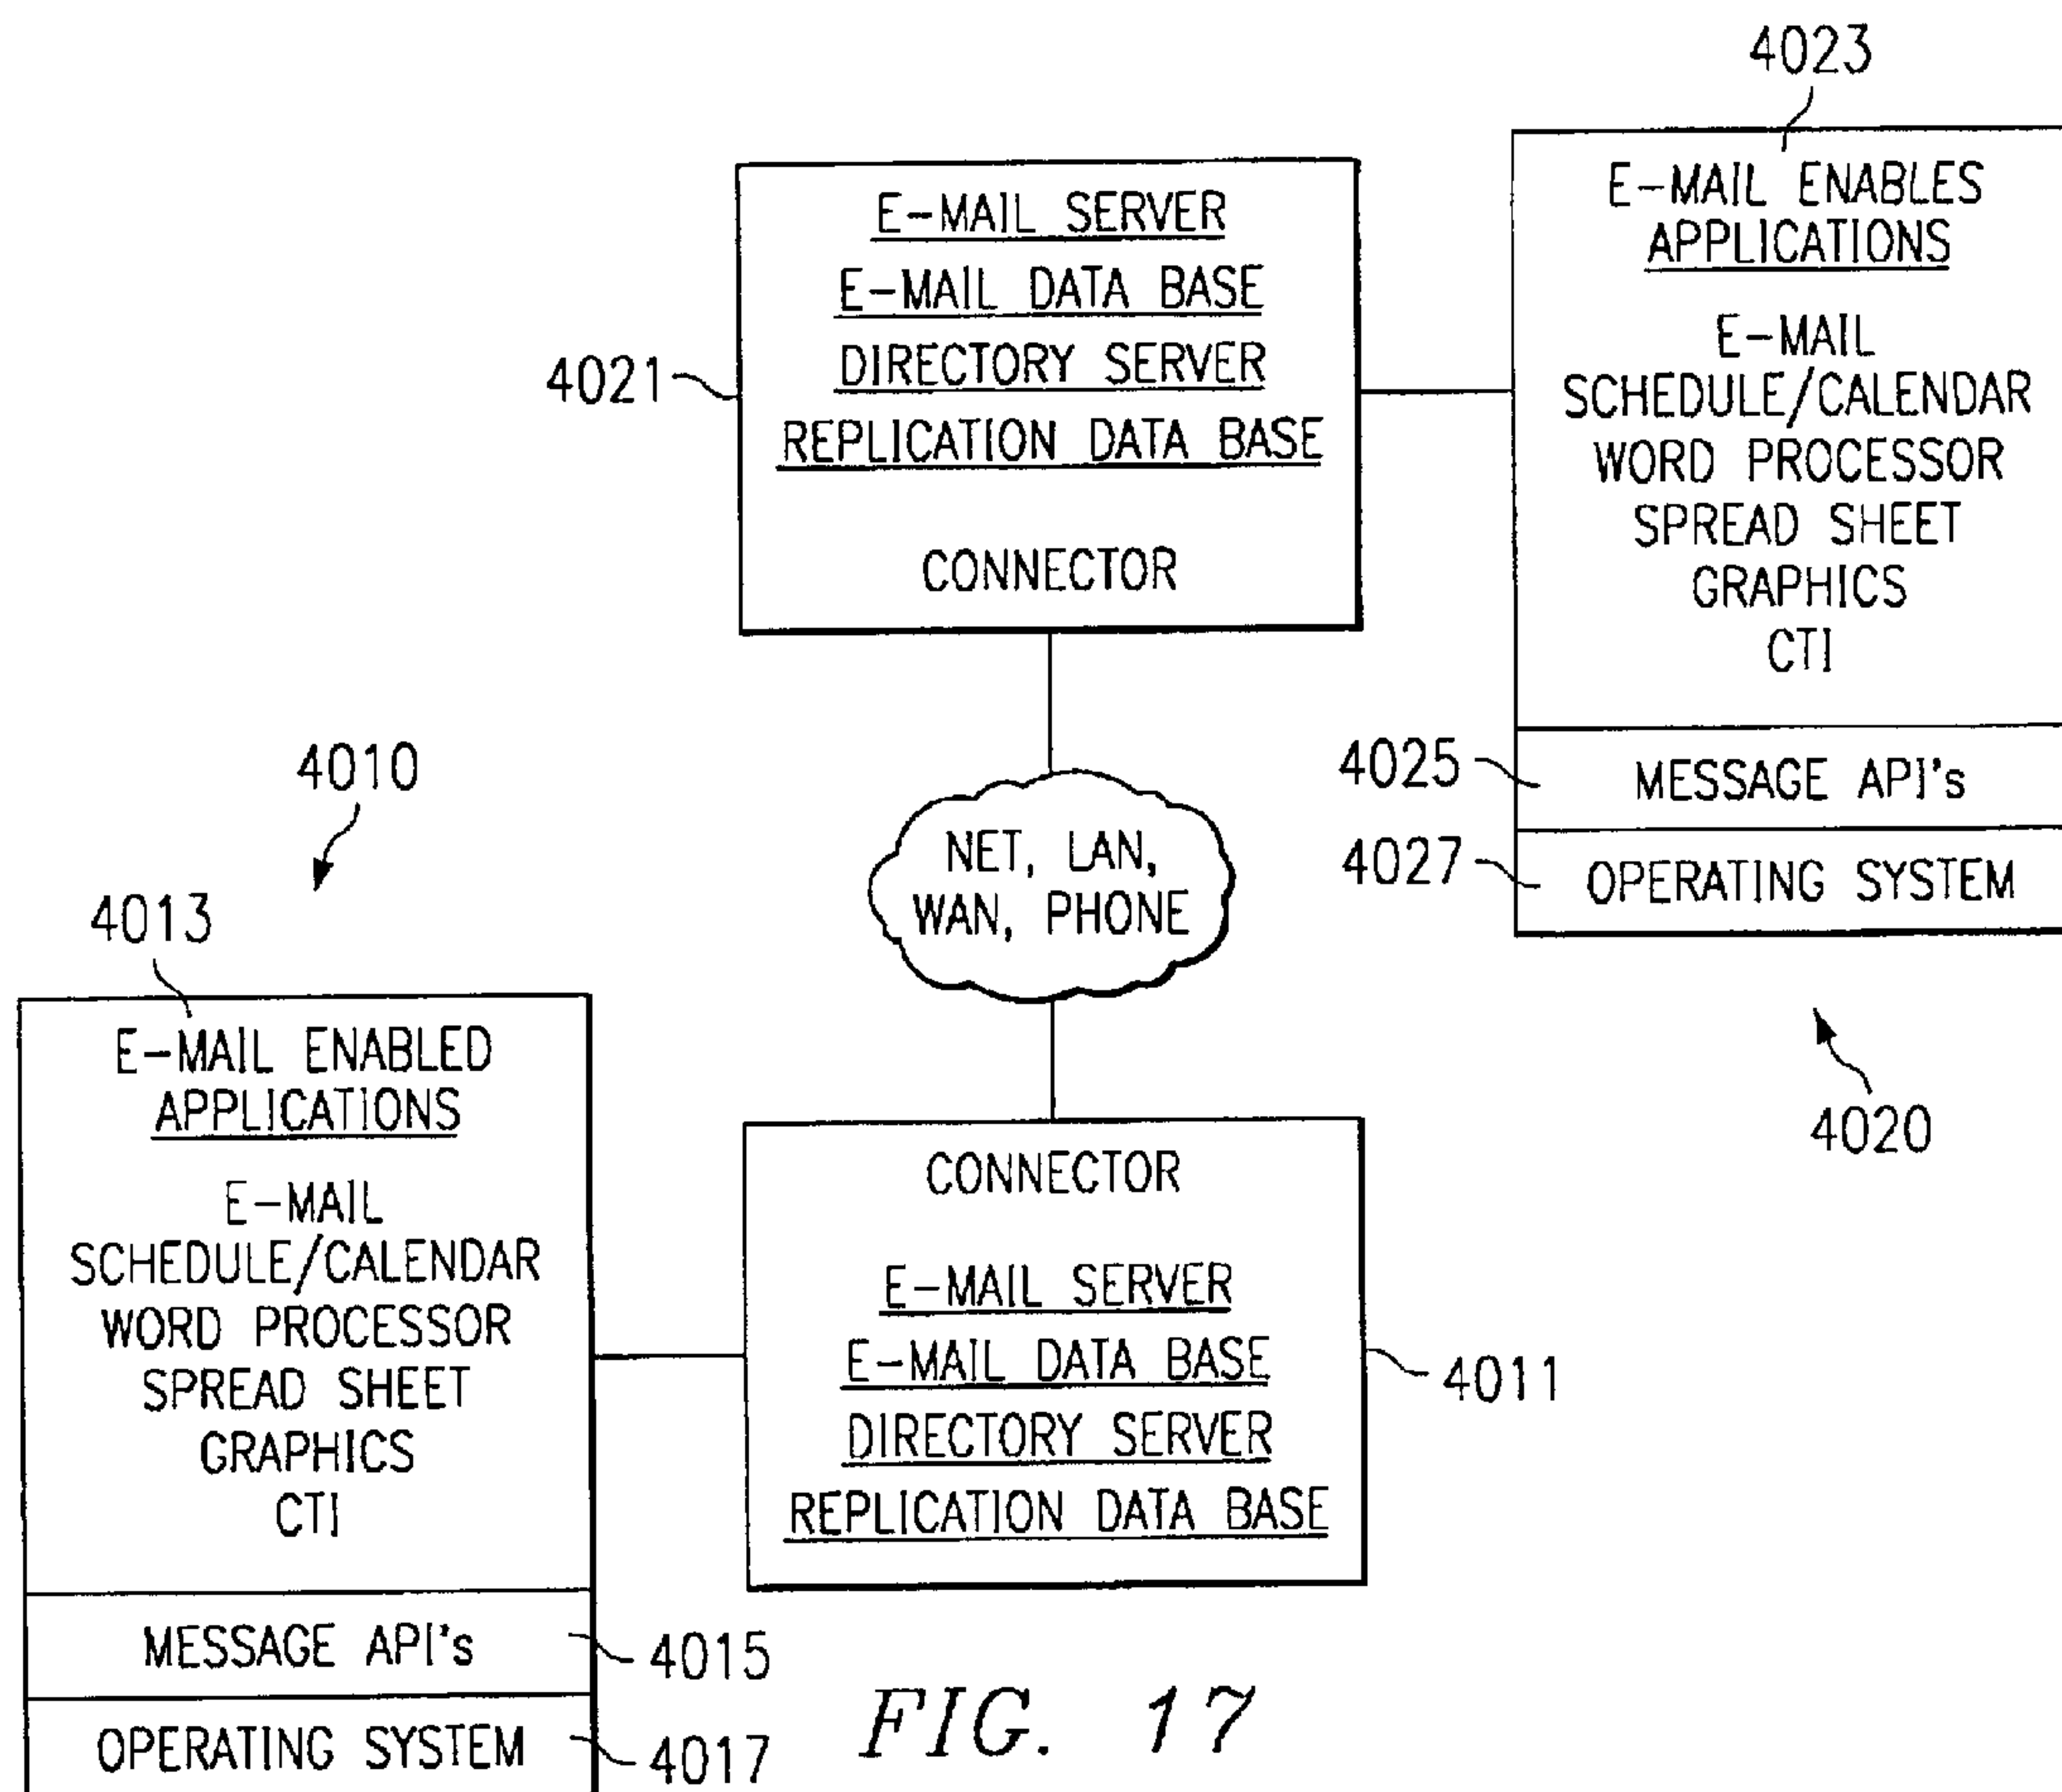 4023
E-MAIL ENABLES
APPLICATIONS
E-MAIL
SCHEDULE/CALENDAR
WORD PROCESSOR
SPREAD SHEET
GRAPHICS
CTI
4025
MESSAGE API's
4027
OPERATING SYSTEM
4020
4021
E-MAIL SERVER
E-MAIL DATA BASE
DIRECTORY SERVER
REPLICATION DATA BASE
CONNECTOR
NET, LAN,
WAN, PHONE
4010
4013
E-MAIL ENABLED
APPLICATIONS
E-MAIL
SCHEDULE/CALENDAR
WORD PROCESSOR
SPREAD SHEET
GRAPHICS
CTI
MESSAGE API's
4015
OPERATING SYSTEM
4017
CONNECTOR
E-MAIL SERVER
E-MAIL DATA BASE
DIRECTORY SERVER
REPLICATION DATA BASE
4011
FIG. 17